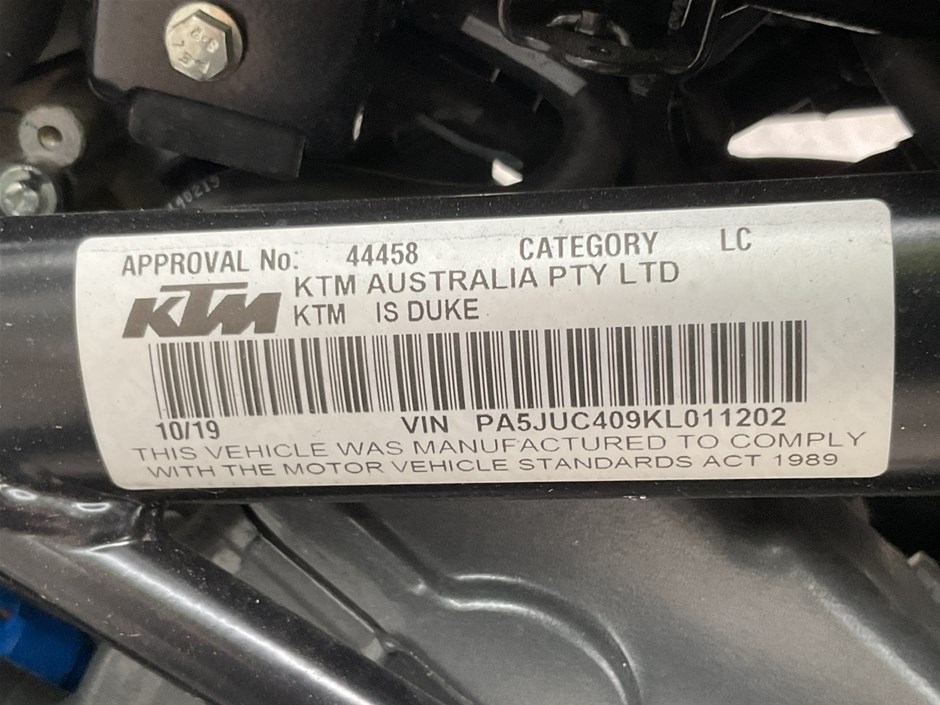 APPROVAL No: 44458 CATEGORY LC
KTM KTM AUSTRALIA PTY LTD
KTM IS DUKE
10/19 VIN PA5JUC409KL011202
THIS VEHICLE WAS MANUFACTURED TO COMPLY
WITH THE MOTOR VEHICLE STANDARDS ACT 1989